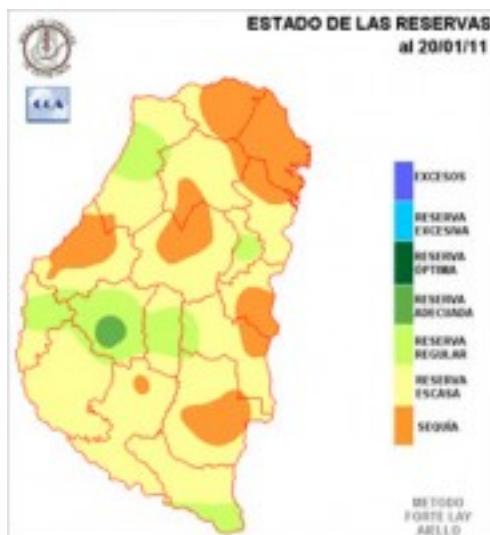 ESTADO DE LAS RESERVAS
al 20/01/11
CCA
EXCESOS
RESERVA
EXCESIVA
RESERVA
ÓPTIMA
RESERVA
ADECUADA
RESERVA
REGULAR
RESERVA
ESCASA
SEQUÍA
METODO
FORTE LAY
AIELLO